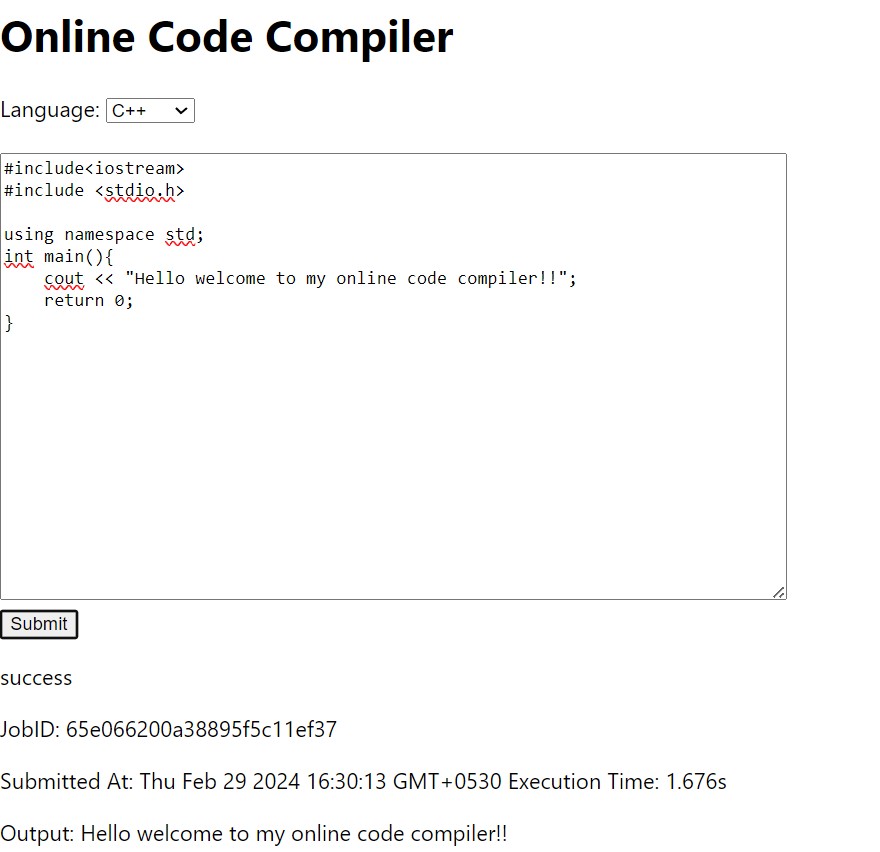 Online Code Compiler
Language: C++
#include<iostream>
#include <stdio.h>
using namespace std;
int main(){
    cout << "Hello welcome to my online code compiler!!";
    return 0;
}
Submit
success
JobID: 65e066200a38895f5c11ef37
Submitted At: Thu Feb 29 2024 16:30:13 GMT+0530 Execution Time: 1.676s
Output: Hello welcome to my online code compiler!!